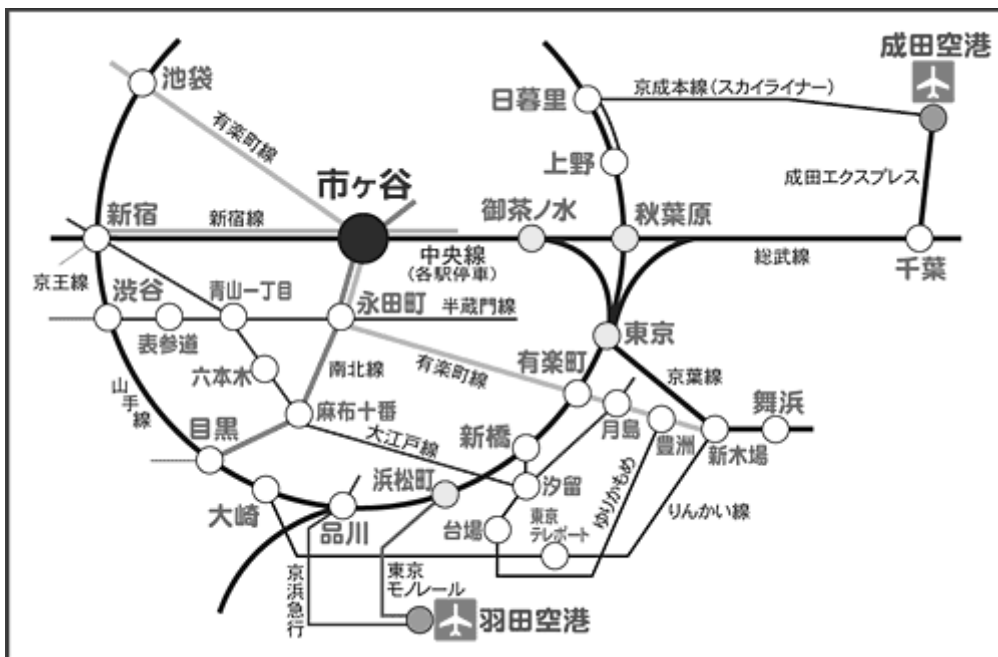 成田空港
池袋
日暮里
京成本線(スカイライナー)
有楽町線
上野
成田エクスプレス
市ヶ谷
新宿
新宿線
御茶ノ水
秋葉原
中央線
(各駅停車)
総武線
千葉
京王線
渋谷
青山一丁目
永田町
半蔵門線
表参道
東京
六本木
南北線
有楽町線
有楽町
京葉線
舞浜
山手線
麻布十番
月島
豊洲
新木場
目黒
大江戸線
新橋
浜松町
汐留
ゆりかもめ
りんかい線
大崎
品川
台場
東京
テレポート
京浜急行
東京
モノレール
羽田空港